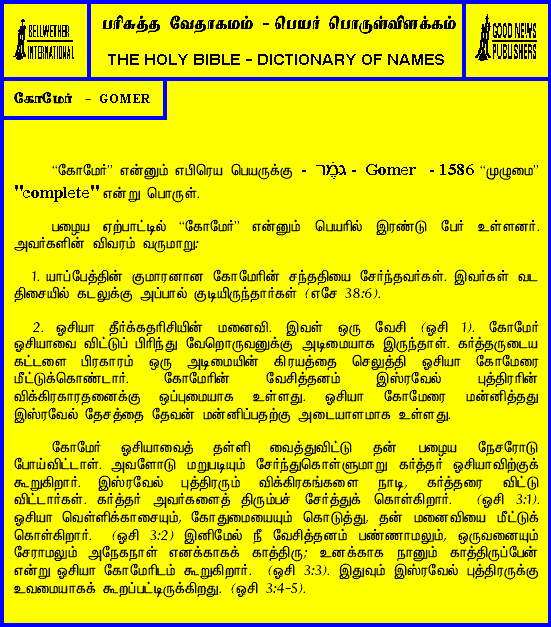 BELLWETHER
INTERNATIONAL
பரிசுத்த வேதாகமம் - பெயர் பொருள்விளக்கம்
THE HOLY BIBLE - DICTIONARY OF NAMES
GOOD NEWS
PUBLISHERS
கோமேர் - GOMER
“கோமேர்” என்னும் எபிரெய பெயருக்கு - גֹּמֶר - Gomer - 1586 “முழுமை”
"complete" என்று பொருள்.
பழைய ஏற்பாட்டில் “கோமேர்” என்னும் பெயரில் இரண்டு பேர் உள்ளனர்.
அவர்களின் விவரம் வருமாறு:
1. யாப்பேத்தின் குமாரனான கோமேரின் சந்ததியை சேர்ந்தவர்கள். இவர்கள் வட
திசையில் கடலுக்கு அப்பால் குடியிருந்தார்கள் (எசே 38:6).
2. ஓசியா தீர்க்கதரிசியின் மனைவி. இவள் ஒரு வேசி (ஓசி 1). கோமேர்
ஓசியாவை விட்டுப் பிரிந்து வேறொருவனுக்கு அடிமையாக இருந்தாள். கர்த்தருடைய
கட்டளை பிரகாரம் ஒரு அடிமையின் கிரயத்தை செலுத்தி ஓசியா கோமேரை
மீட்டுக்கொண்டார். கோமேரின் வேசித்தனம் இஸ்ரவேல் புத்திரரின்
விக்கிரகாரதனைக்கு ஒப்புமையாக உள்ளது. ஓசியா கோமேரை மன்னித்தது
இஸ்ரவேல் தேசத்தை தேவன் மன்னிப்பதற்கு அடையாளமாக உள்ளது.
கோமேர் ஓசியாவைத் தள்ளி வைத்துவிட்டு தன் பழைய நேசரோடு
போய்விட்டாள். அவளோடு மறுபடியும் சேர்ந்துகொள்ளுமாறு கர்த்தர் ஓசியாவிற்குக்
கூறுகிறார். இஸ்ரவேல் புத்திரரும் விக்கிரகங்களை நாடி, கர்த்தரை விட்டு
விட்டார்கள். கர்த்தர் அவர்களைத் திரும்பச் சேர்த்துக் கொள்கிறார். (ஓசி 3:1).
ஓசியா வெள்ளிக்காசையும், கோதுமையையும் கொடுத்து, தன் மனைவியை மீட்டுக்
கொள்கிறார். (ஓசி 3:2) இனிமேல் நீ வேசித்தனம் பண்ணாமலும், ஒருவனையும்
சேராமலும் அநேகநாள் எனக்காகக் காத்திரு; உனக்காக நானும் காத்திருப்பேன்
என்று ஓசியா கோமேரிடம் கூறுகிறார். (ஓசி 3:3). இதுவும் இஸ்ரவேல் புத்திரருக்கு
உவமையாகக் கூறப்பட்டிருக்கிறது. (ஓசி 3:4-5).